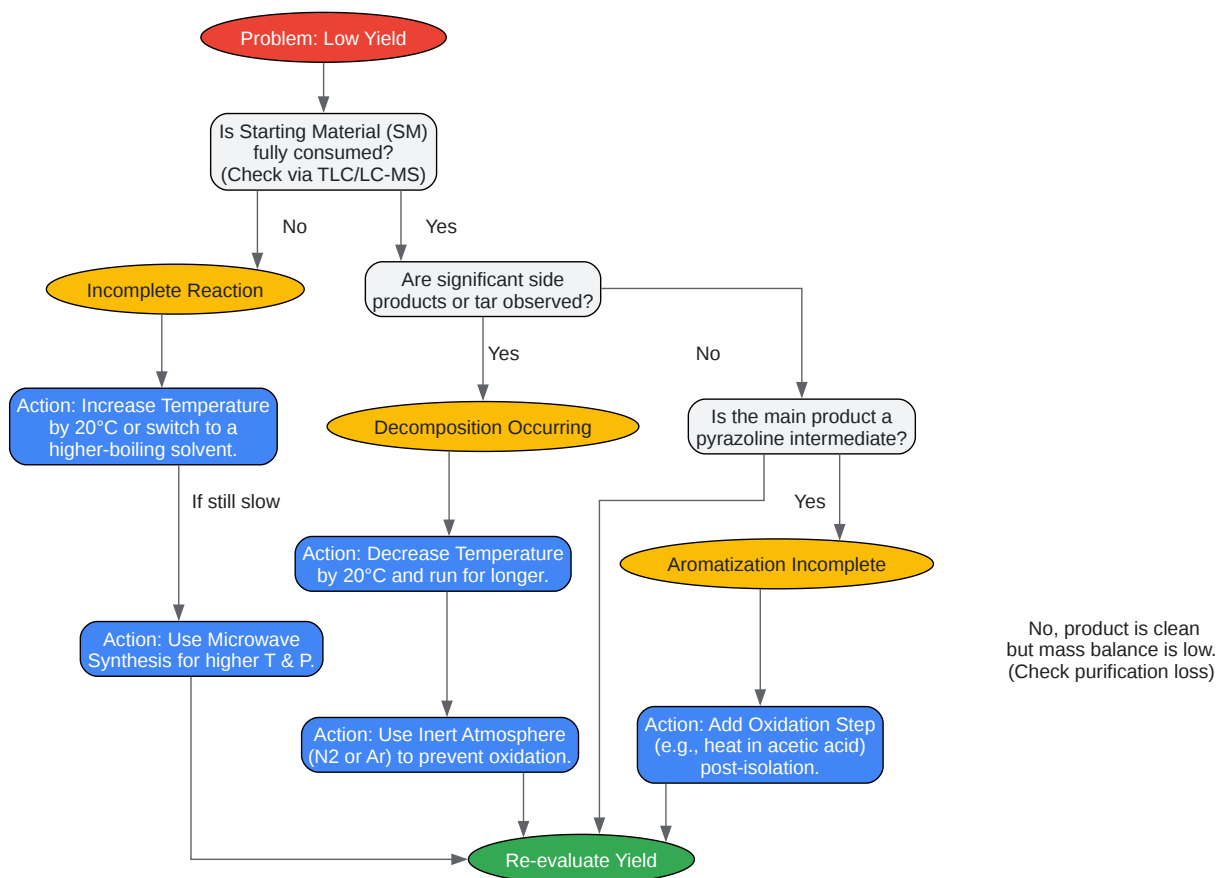 Problem: Low Yield
Is Starting Material (SM)
fully consumed?
(Check via TLC/LC-MS)
No
Yes
Incomplete Reaction
Are significant side
products or tar observed?
Yes
No
Action: Increase Temperature
by 20°C or switch to a
higher-boiling solvent.
Decomposition Occurring
Is the main product a
pyrazoline intermediate?
If still slow
Yes
Action: Decrease Temperature
by 20°C and run for longer.
Aromatization Incomplete
Action: Use Microwave
Synthesis for higher T & P.
No, product is clean
but mass balance is low.
(Check purification loss)
Action: Use Inert Atmosphere
(N2 or Ar) to prevent oxidation.
Action: Add Oxidation Step
(e.g., heat in acetic acid)
post-isolation.
Re-evaluate Yield